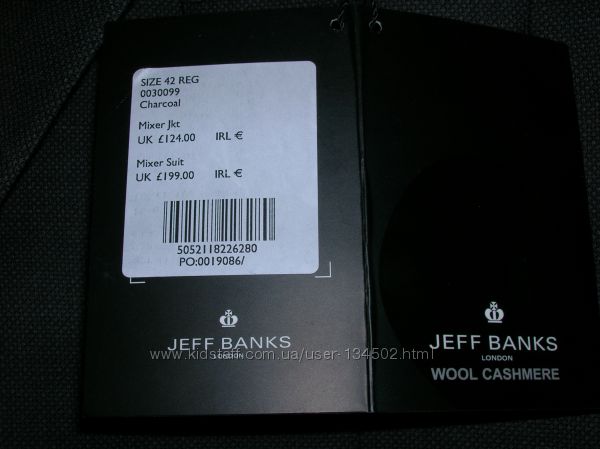 SIZE 42 REG
0030099
Charcoal
Mixer Jkt
UK £124.00 IRL €
Mixer Suit
UK £199.00 IRL €
5052118226280
PO:0019086/
JEFF BANKS
LONDON
JEFF BANKS
LONDON
WOOL CASHMERE
www.kidstaff.com.ua/user-134502.html